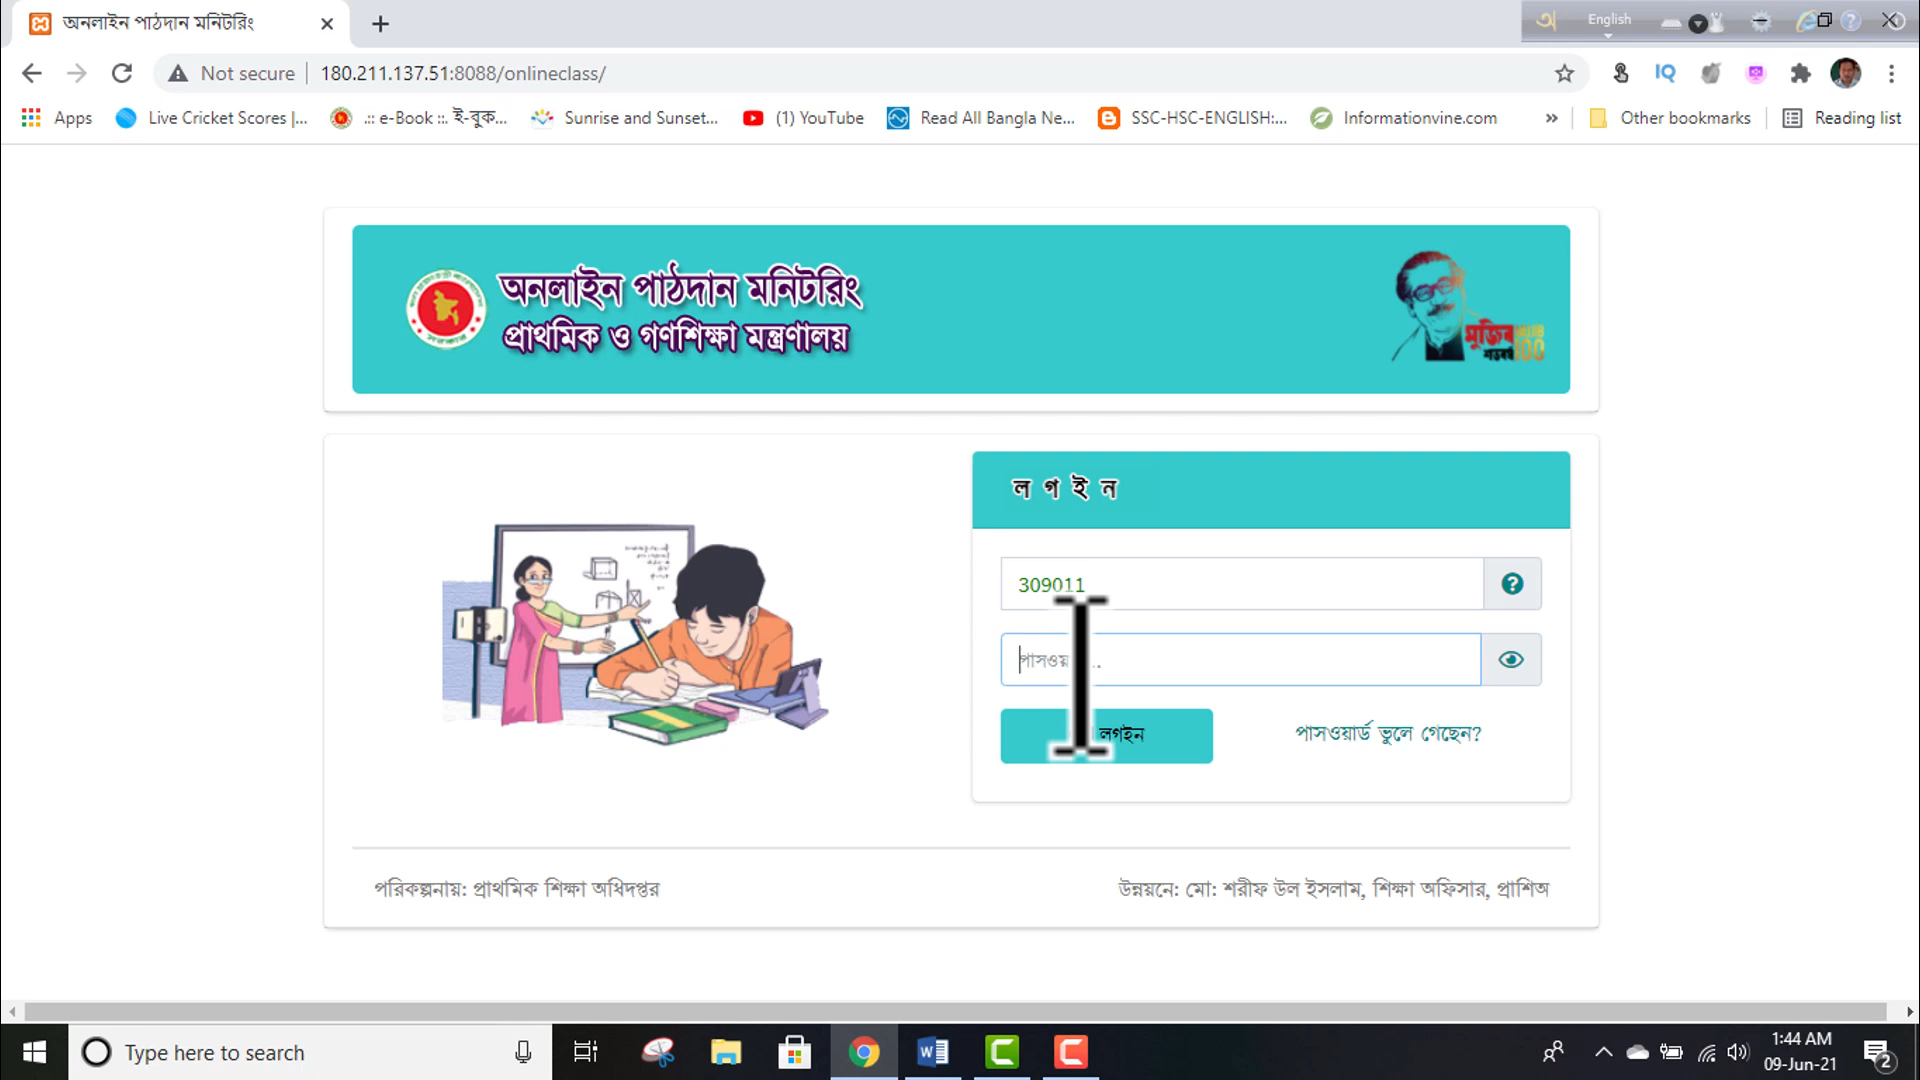 অনলাইন পাঠদান মনিটরিং
English
Not secure
180.211.137.51:8088/onlineclass/
Apps
Live Cricket Scores |...
.:: e-Book ::. ই-বুক...
Sunrise and Sunset...
(1) YouTube
Read All Bangla Ne...
SSC-HSC-ENGLISH:...
Informationvine.com
»
Other bookmarks
Reading list
অনলাইন পাঠদান মনিটরিং
প্রাথমিক ও গণশিক্ষা মন্ত্রণালয়
মুজিব
শতবর্ষ
100
ল গ ই ন
309011
লগইন
পাসওয়ার্ড ভুলে গেছেন?
পরিকল্পনায়: প্রাথমিক শিক্ষা অধিদপ্তর
উন্নয়নে: মো: শরীফ উল ইসলাম, শিক্ষা অফিসার, প্রাশিঅ
Type here to search
1:44 AM
09-Jun-21
2